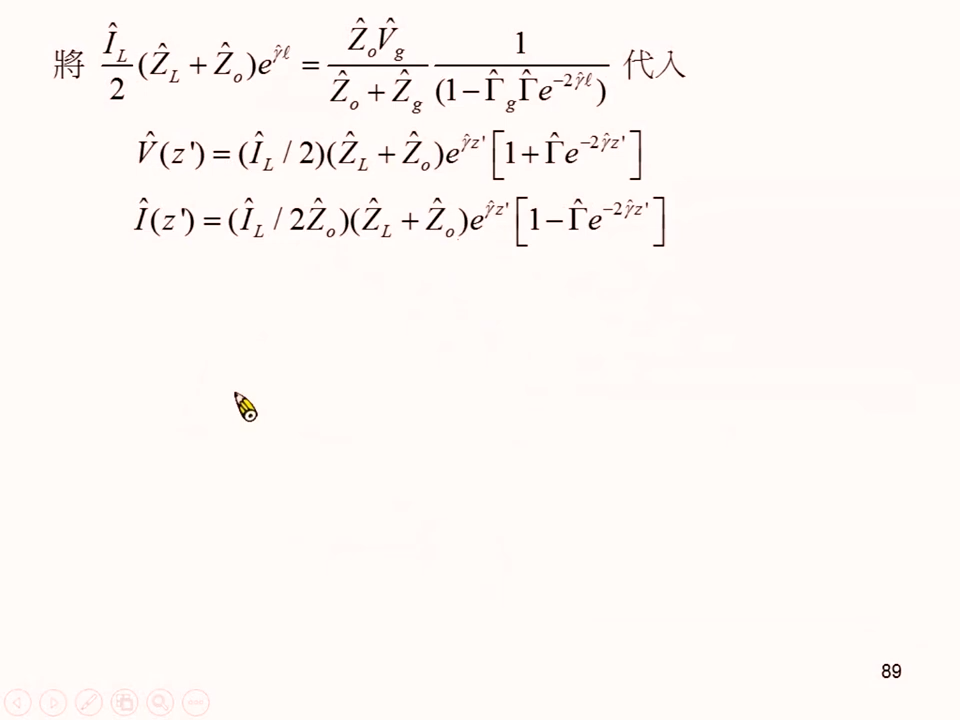 將 $\frac{\hat{I}_L}{2}(\hat{Z}_L + \hat{Z}_o)e^{\hat{\gamma}\ell} = \frac{\hat{Z}_o\hat{V}_g}{\hat{Z}_o + \hat{Z}_g}\frac{1}{(1 - \hat{\Gamma}_g\hat{\Gamma}e^{-2\hat{\gamma}\ell})}$ 代入
$\hat{V}(z') = (\hat{I}_L / 2)(\hat{Z}_L + \hat{Z}_o)e^{\hat{\gamma}z'}\left[1 + \hat{\Gamma}e^{-2\hat{\gamma}z'}\right]$
$\hat{I}(z') = (\hat{I}_L / 2\hat{Z}_o)(\hat{Z}_L + \hat{Z}_o)e^{\hat{\gamma}z'}\left[1 - \hat{\Gamma}e^{-2\hat{\gamma}z'}\right]$
89